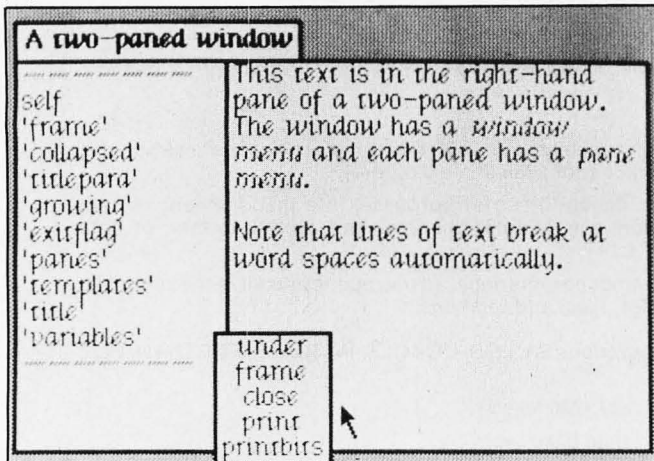 A two-paned window
self
'frame'
'collapsed'
'titlepara'
'growing'
'exitflag'
'panes'
'templates'
'title'
'variables'
This text is in the right-hand
pane of a two-paned window.
The window has a window
menu and each pane has a pane
menu.
Note that lines of text break at
word spaces automatically.
under
frame
close
print
printbits